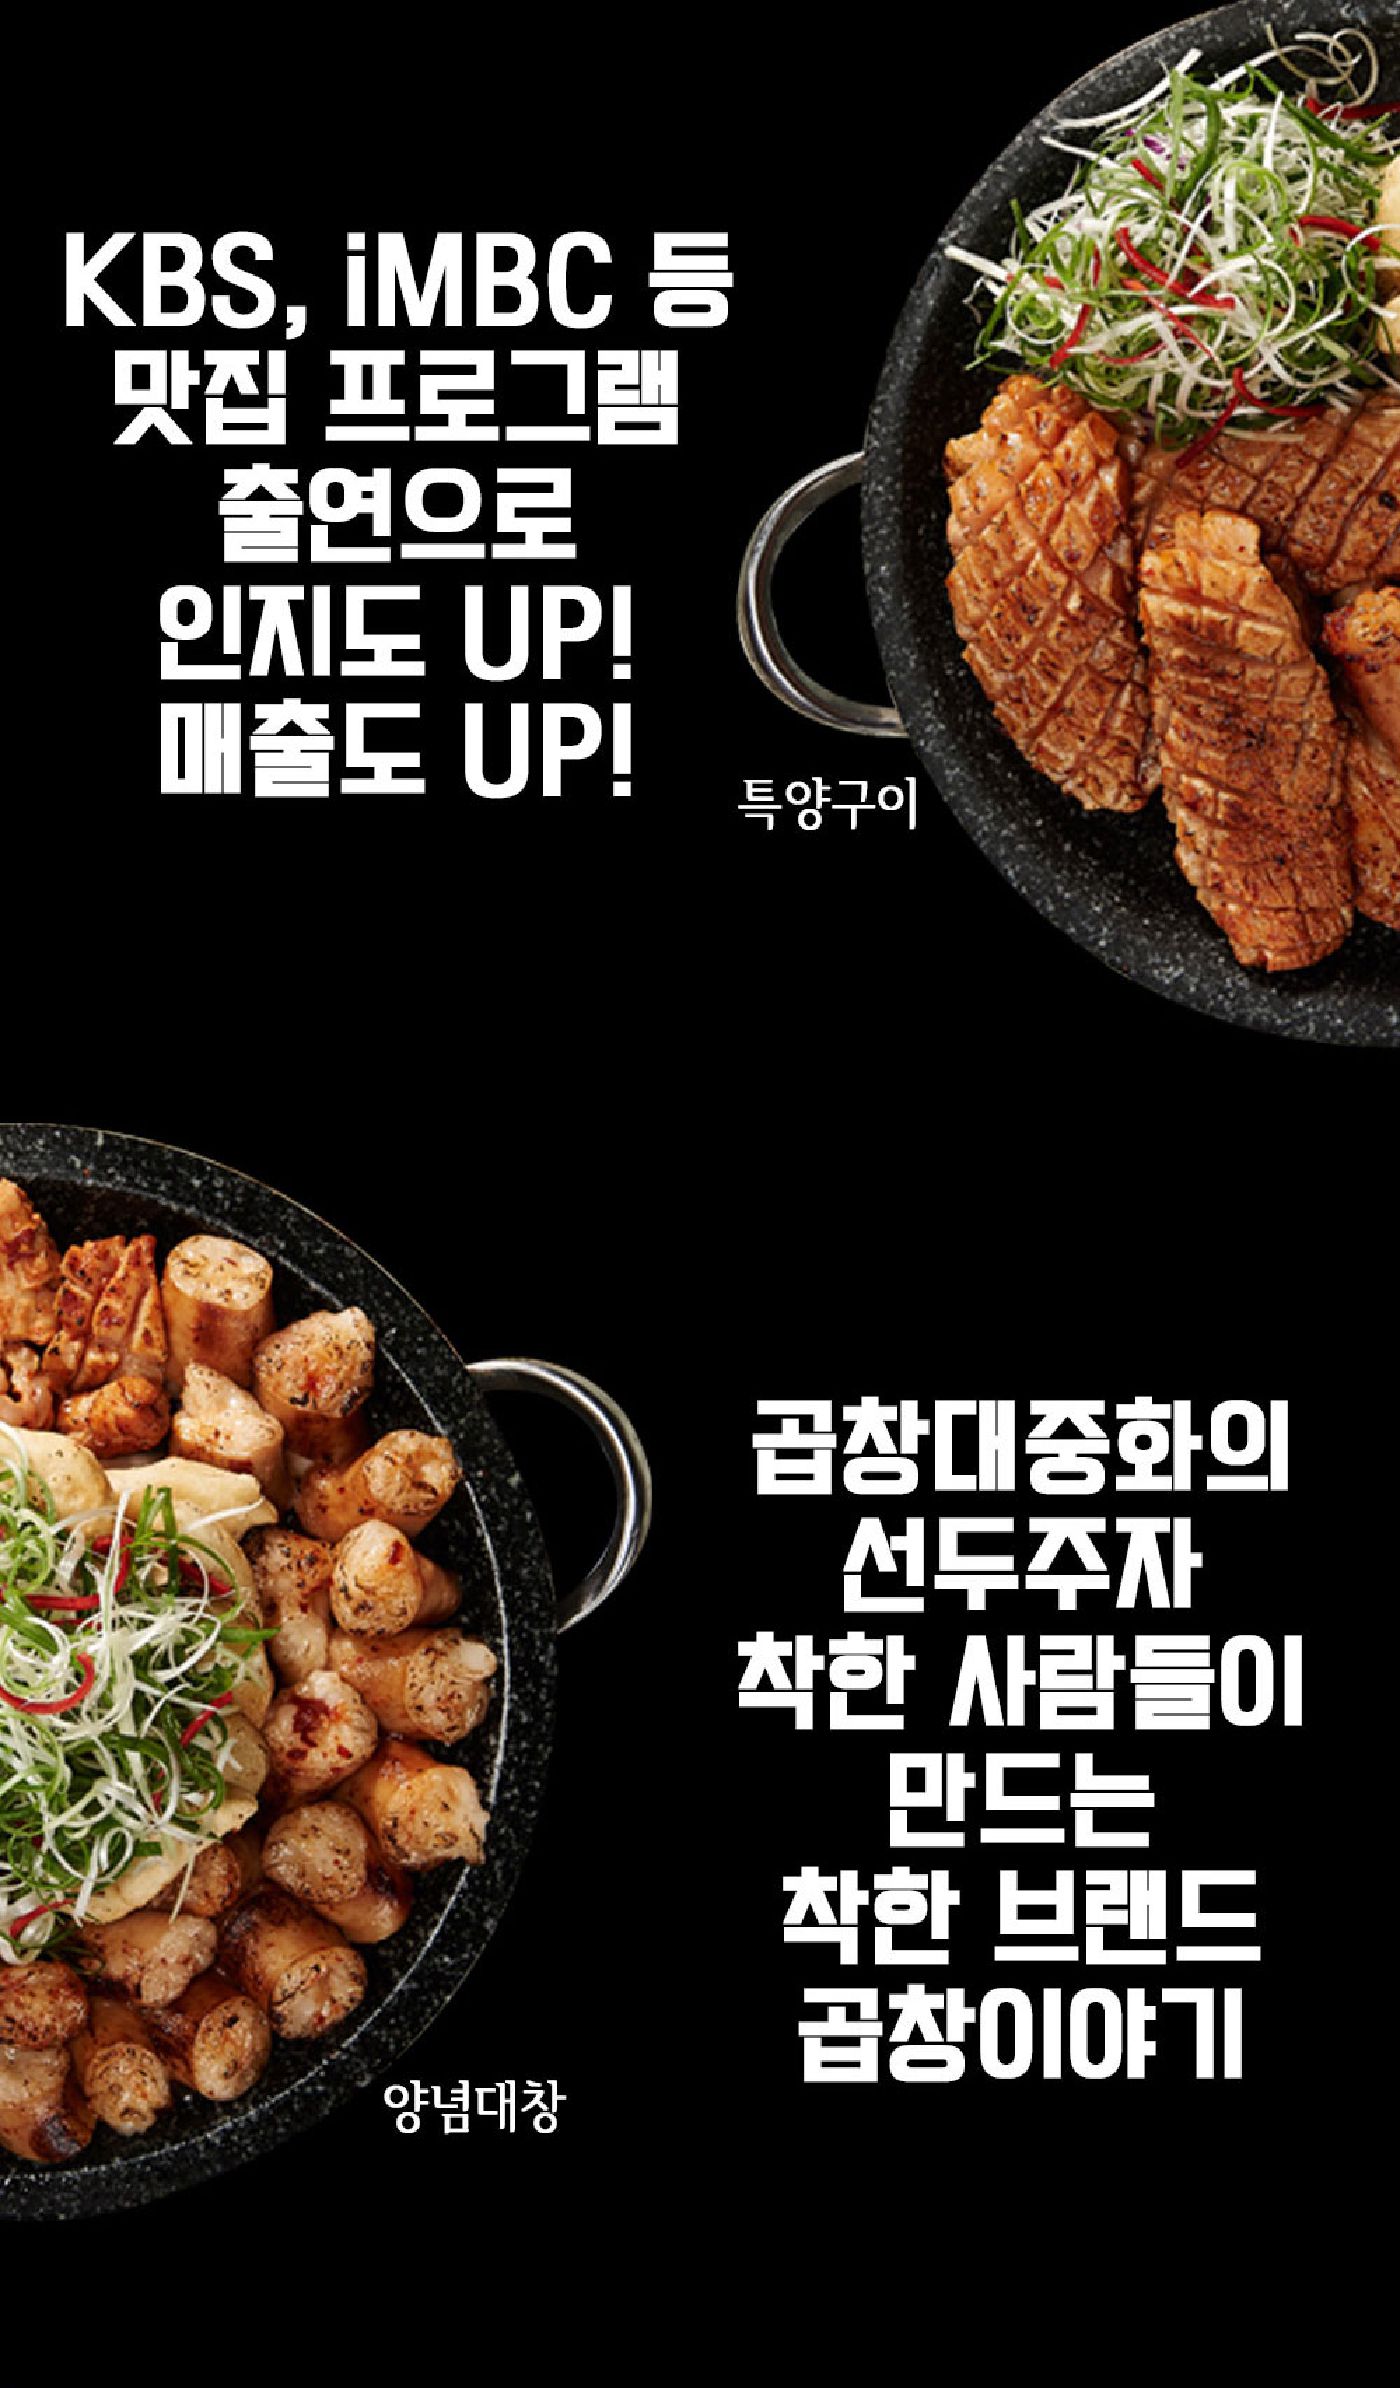 KBS, iMBC 등
맛집 프로그램
출연으로
인지도 UP!
매출도 UP!
특양구이
곱창대중화의
선두주자
착한 사람들이
만드는
착한 브랜드
곱창이야기
양념대창